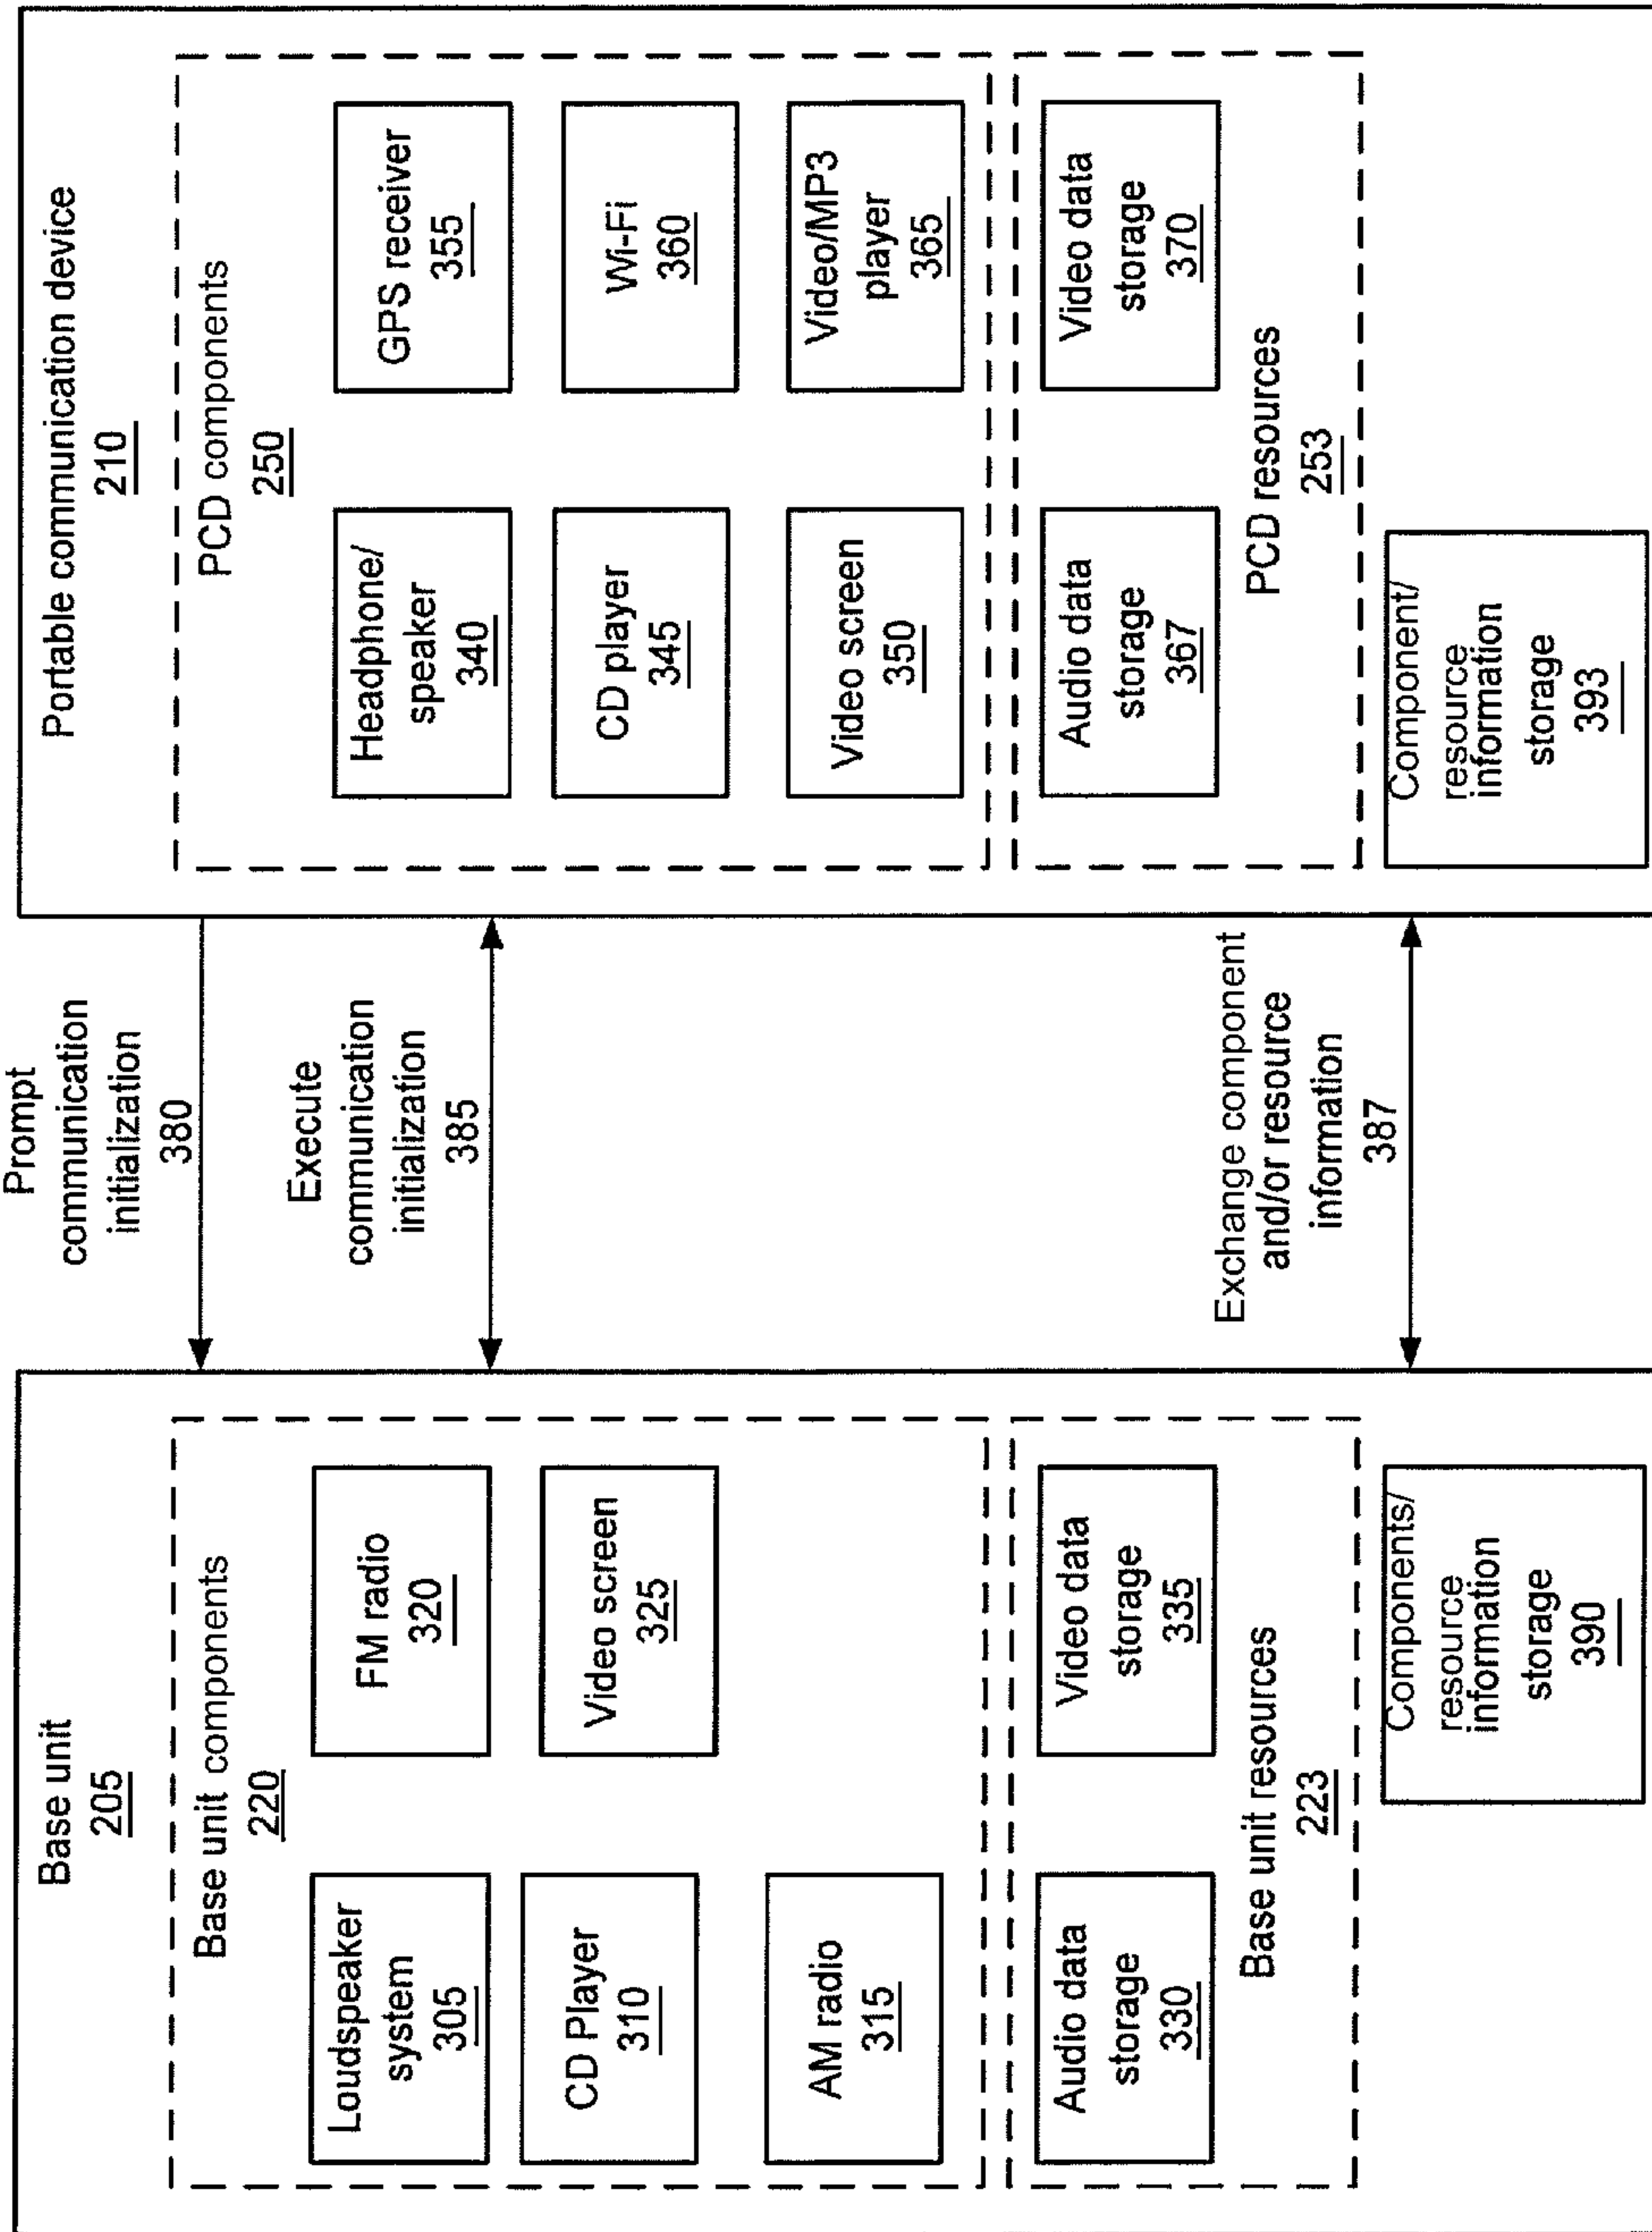 Base unit
205
Base unit components
220
Loudspeaker
system
305
FM radio
320
CD Player
310
Video screen
325
AM radio
315
Audio data
storage
330
Video data
storage
335
Base unit resources
223
Components/
resource
information
storage
390
Prompt
communication
initialization
380
Execute
communication
initialization
385
Exchange component
and/or resource
information
387
Portable communication device
210
PCD components
250
Headphone/
speaker
340
GPS receiver
355
CD player
345
Wi-Fi
360
Video screen
350
Video/MP3
player
365
Audio data
storage
367
Video data
storage
370
PCD resources
253
Component/
resource
information
storage
393